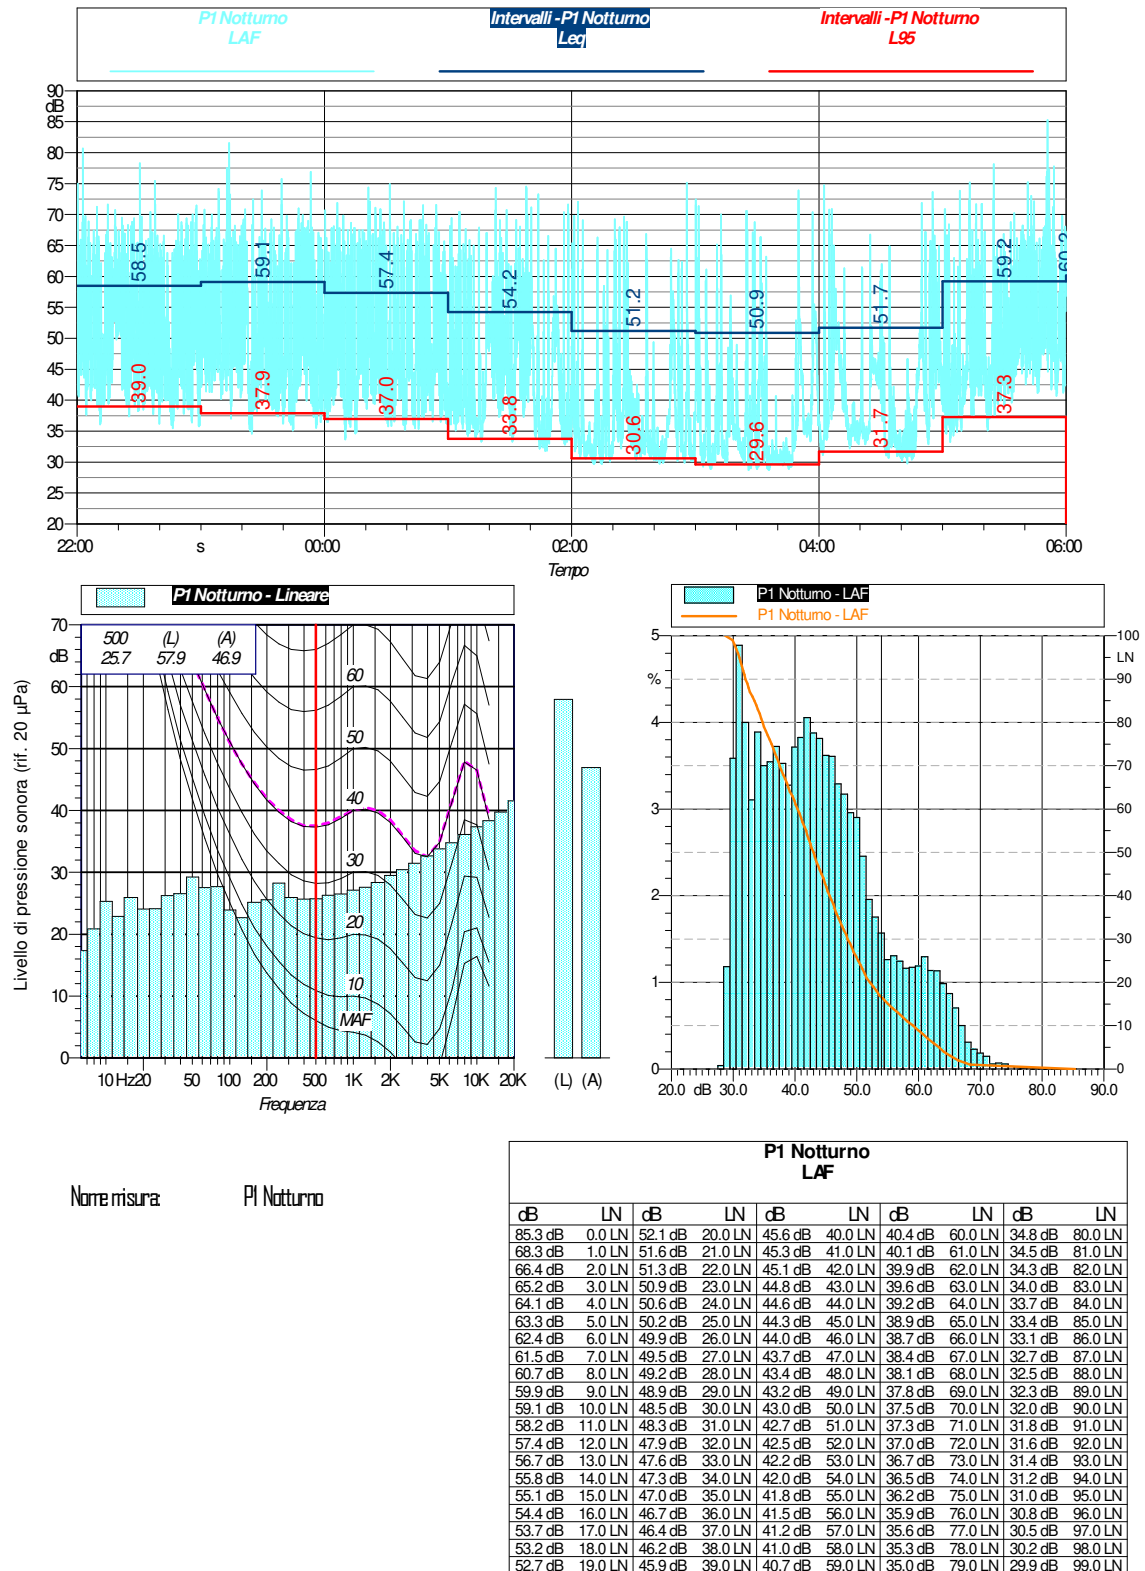 P1 Notturno
LAF
Intervalli -P1 Notturno
Leq
Intervalli -P1 Notturno
L95
90
dB
85
80
75
70
65
60
55
50
45
40
35
30
25
20
58.5
59.1
57.4
54.2
51.2
50.9
51.7
59.2
39.0
37.9
37.0
33.8
30.6
29.6
31.7
37.3
22:00 s 00:00 02:00 04:00 06:00
Tempo
P1 Notturno - Lineare
500 (L) (A)
25.7 57.9 46.9
Livello di pressione sonora (rif. 20 µPa)
70
dB
60
50
40
30
20
10
0
60
50
40
30
20
10
MAF
10 Hz 20 50 100 200 500 1K 2K 5K 10K 20K
Frequenza
(L) (A)
P1 Notturno - LAF
P1 Notturno - LAF
5
%
4
3
2
1
0
100
LN
90
80
70
60
50
40
30
20
10
0
20.0 dB 30.0 40.0 50.0 60.0 70.0 80.0 90.0
Nome misura: P1 Notturno
P1 Notturno
LAF
dB LN dB LN dB LN dB LN dB LN
85.3 dB 0.0 LN 52.1 dB 20.0 LN 45.6 dB 40.0 LN 40.4 dB 60.0 LN 34.8 dB 80.0 LN
68.3 dB 1.0 LN 51.6 dB 21.0 LN 45.3 dB 41.0 LN 40.1 dB 61.0 LN 34.5 dB 81.0 LN
66.4 dB 2.0 LN 51.3 dB 22.0 LN 45.1 dB 42.0 LN 39.9 dB 62.0 LN 34.3 dB 82.0 LN
65.2 dB 3.0 LN 50.9 dB 23.0 LN 44.8 dB 43.0 LN 39.6 dB 63.0 LN 34.0 dB 83.0 LN
64.1 dB 4.0 LN 50.6 dB 24.0 LN 44.6 dB 44.0 LN 39.2 dB 64.0 LN 33.7 dB 84.0 LN
63.3 dB 5.0 LN 50.2 dB 25.0 LN 44.3 dB 45.0 LN 38.9 dB 65.0 LN 33.4 dB 85.0 LN
62.4 dB 6.0 LN 49.9 dB 26.0 LN 44.0 dB 46.0 LN 38.7 dB 66.0 LN 33.1 dB 86.0 LN
61.5 dB 7.0 LN 49.5 dB 27.0 LN 43.7 dB 47.0 LN 38.4 dB 67.0 LN 32.7 dB 87.0 LN
60.7 dB 8.0 LN 49.2 dB 28.0 LN 43.4 dB 48.0 LN 38.1 dB 68.0 LN 32.5 dB 88.0 LN
59.9 dB 9.0 LN 48.9 dB 29.0 LN 43.2 dB 49.0 LN 37.8 dB 69.0 LN 32.3 dB 89.0 LN
59.1 dB 10.0 LN 48.5 dB 30.0 LN 43.0 dB 50.0 LN 37.5 dB 70.0 LN 32.0 dB 90.0 LN
58.2 dB 11.0 LN 48.3 dB 31.0 LN 42.7 dB 51.0 LN 37.3 dB 71.0 LN 31.8 dB 91.0 LN
57.4 dB 12.0 LN 47.9 dB 32.0 LN 42.5 dB 52.0 LN 37.0 dB 72.0 LN 31.6 dB 92.0 LN
56.7 dB 13.0 LN 47.6 dB 33.0 LN 42.2 dB 53.0 LN 36.7 dB 73.0 LN 31.4 dB 93.0 LN
55.8 dB 14.0 LN 47.3 dB 34.0 LN 42.0 dB 54.0 LN 36.5 dB 74.0 LN 31.2 dB 94.0 LN
55.1 dB 15.0 LN 47.0 dB 35.0 LN 41.8 dB 55.0 LN 36.2 dB 75.0 LN 31.0 dB 95.0 LN
54.4 dB 16.0 LN 46.7 dB 36.0 LN 41.5 dB 56.0 LN 35.9 dB 76.0 LN 30.8 dB 96.0 LN
53.7 dB 17.0 LN 46.4 dB 37.0 LN 41.2 dB 57.0 LN 35.6 dB 77.0 LN 30.5 dB 97.0 LN
53.2 dB 18.0 LN 46.2 dB 38.0 LN 41.0 dB 58.0 LN 35.3 dB 78.0 LN 30.2 dB 98.0 LN
52.7 dB 19.0 LN 45.9 dB 39.0 LN 40.7 dB 59.0 LN 35.0 dB 79.0 LN 29.9 dB 99.0 LN